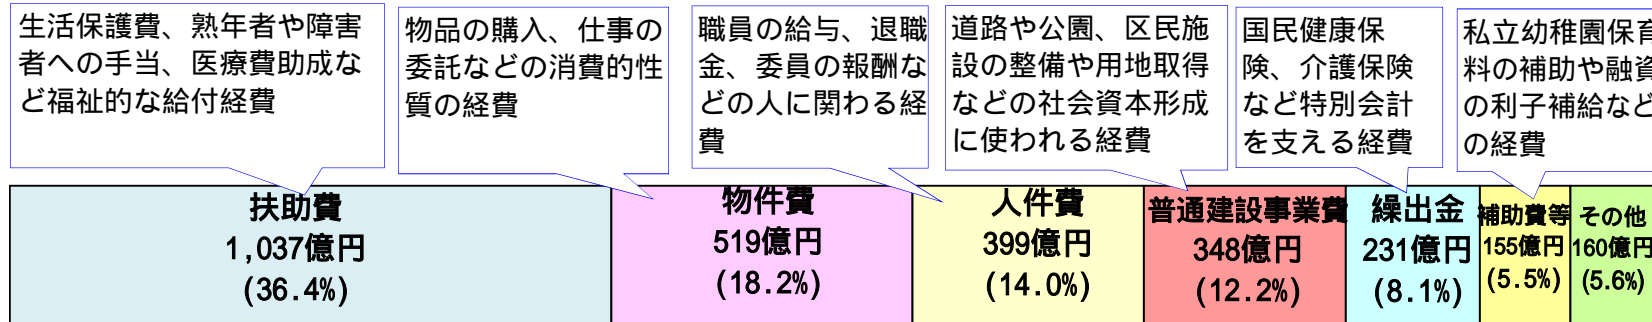 生活保護費、熟年者や障害
者への手当、医療費助成な
ど福祉的な給付経費
物品の購入、仕事の
委託などの消費的性
質の経費
職員の給与、退職
金、委員の報酬な
どの人に関わる経
費
道路や公園、区民施
設の整備や用地取得
などの社会資本形成
に使われる経費
国民健康保
険、介護保険
など特別会計
を支える経費
私立幼稚園保育
料の補助や融資
の利子補給など
の経費
扶助費
1,037億円
(36.4%)
物件費
519億円
(18.2%)
人件費
399億円
(14.0%)
普通建設事業費
348億円
(12.2%)
繰出金
231億円
(8.1%)
補助費等
155億円
(5.5%)
その他
160億円
(5.6%)